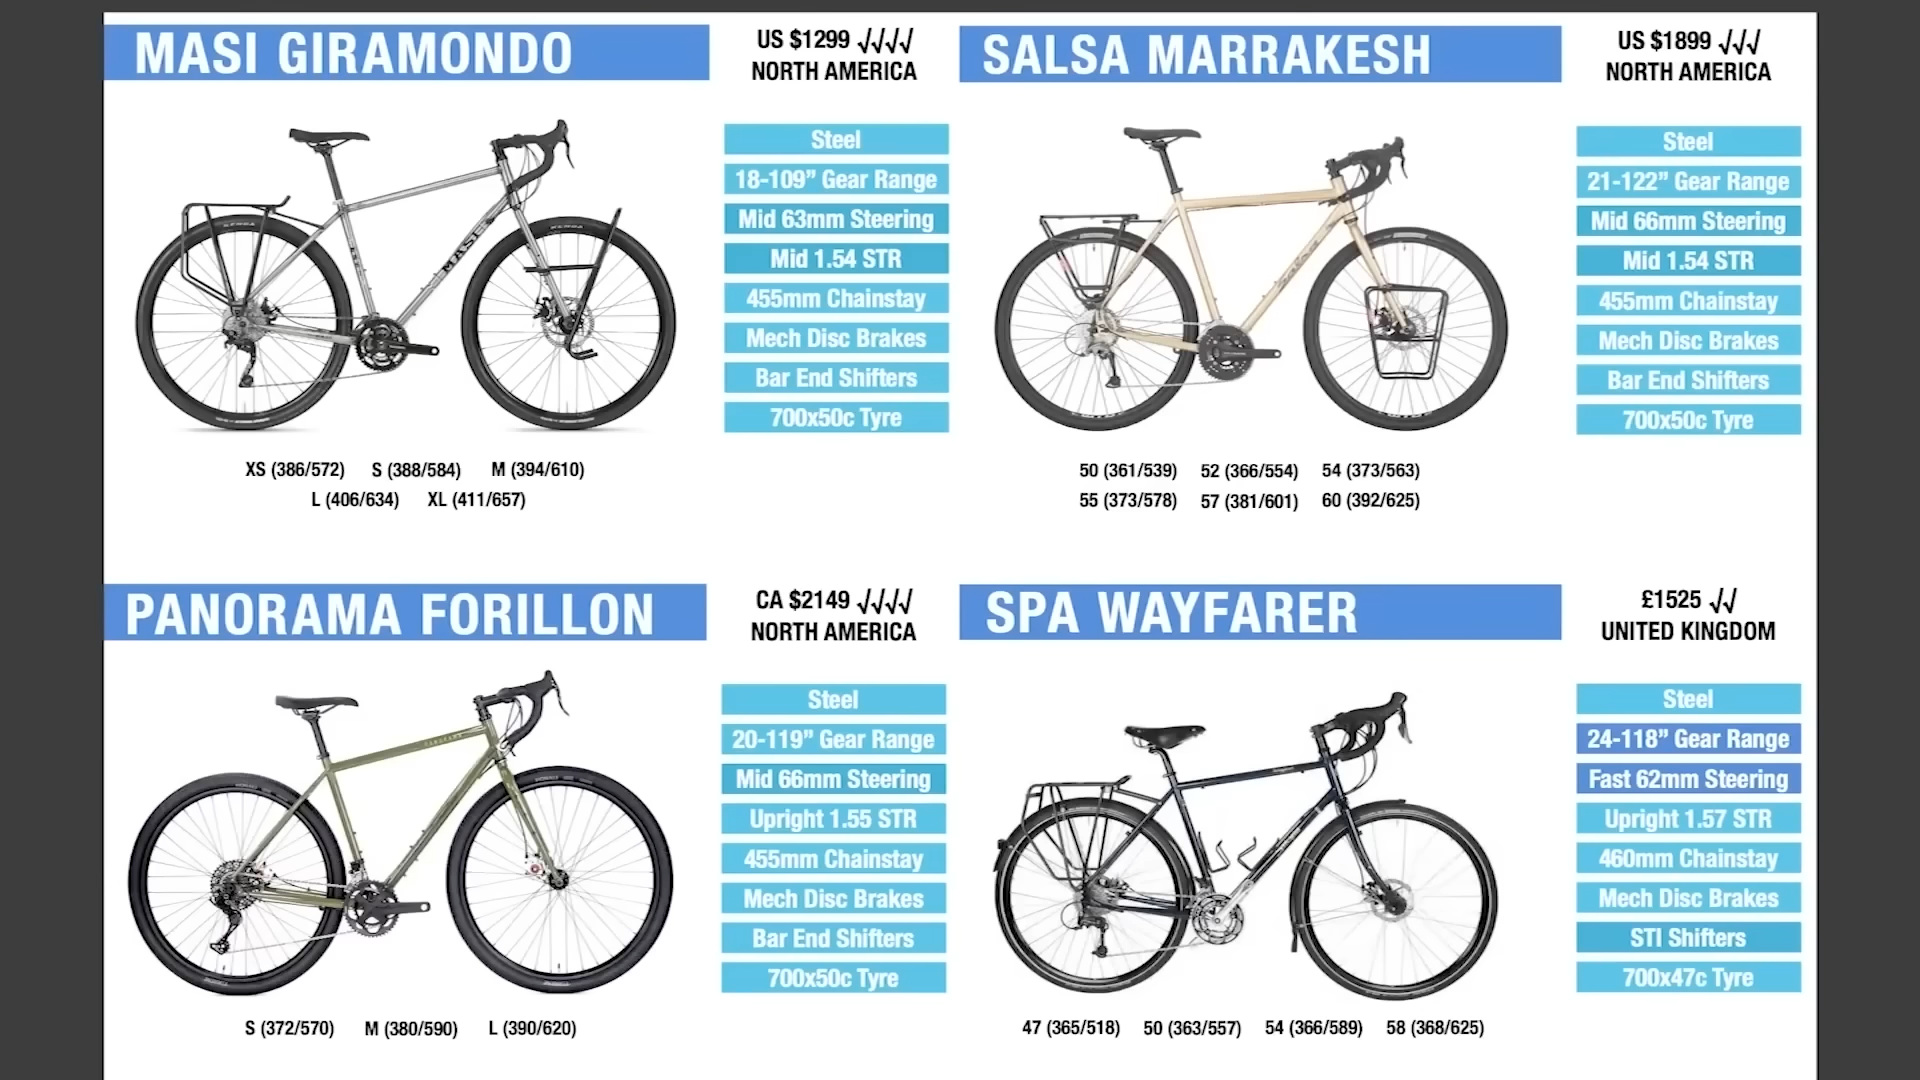 MASI GIRAMONDO
US $1299 √√√√
NORTH AMERICA
Steel
18-109” Gear Range
Mid 63mm Steering
Mid 1.54 STR
455mm Chainstay
Mech Disc Brakes
Bar End Shifters
700x50c Tyre
MASI
XS (386/572) S (388/584) M (394/610)
L (406/634) XL (411/657)
SALSA MARRAKESH
US $1899 √√√
NORTH AMERICA
Steel
21-122” Gear Range
Mid 66mm Steering
Mid 1.54 STR
455mm Chainstay
Mech Disc Brakes
Bar End Shifters
700x50c Tyre
Salsa
50 (361/539) 52 (366/554) 54 (373/563)
55 (373/578) 57 (381/601) 60 (392/625)
PANORAMA FORILLON
CA $2149 √√√√
NORTH AMERICA
Steel
20-119” Gear Range
Mid 66mm Steering
Upright 1.55 STR
455mm Chainstay
Mech Disc Brakes
Bar End Shifters
700x50c Tyre
S (372/570) M (380/590) L (390/620)
SPA WAYFARER
£1525 √√
UNITED KINGDOM
Steel
24-118” Gear Range
Fast 62mm Steering
Upright 1.57 STR
460mm Chainstay
Mech Disc Brakes
STI Shifters
700x47c Tyre
47 (365/518) 50 (363/557) 54 (366/589) 58 (368/625)